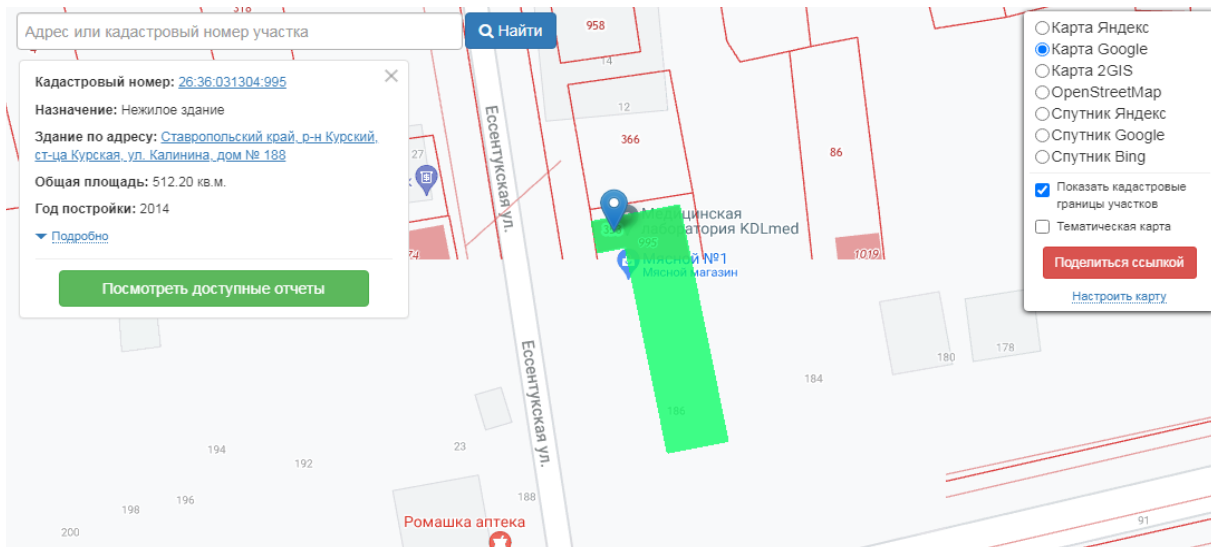 318
Адрес или кадастровый номер участка
Найти
958
14
Карта Яндекс
Карта Google
Карта 2GIS
OpenStreetMap
Спутник Яндекс
Спутник Google
Спутник Bing
Показать кадастровые
границы участков
Тематическая карта
Поделиться ссылкой
Настроить карту
Кадастровый номер: 26:36:031304:995
Назначение: Нежилое здание
Здание по адресу: Ставропольский край, р-н Курский,
ст-ца Курская, ул. Калинина, дом № 188
Общая площадь: 512.20 кв.м.
Год постройки: 2014
Подробно
Посмотреть доступные отчеты
Ессентукская ул.
12
366
86
27
Медицинская
лаборатория KDLmed
995
1019
Мясной №1
Мясной магазин
74
Ессентукская ул.
180
178
184
186
194
192
23
188
196
198
200
Ромашка аптека
91